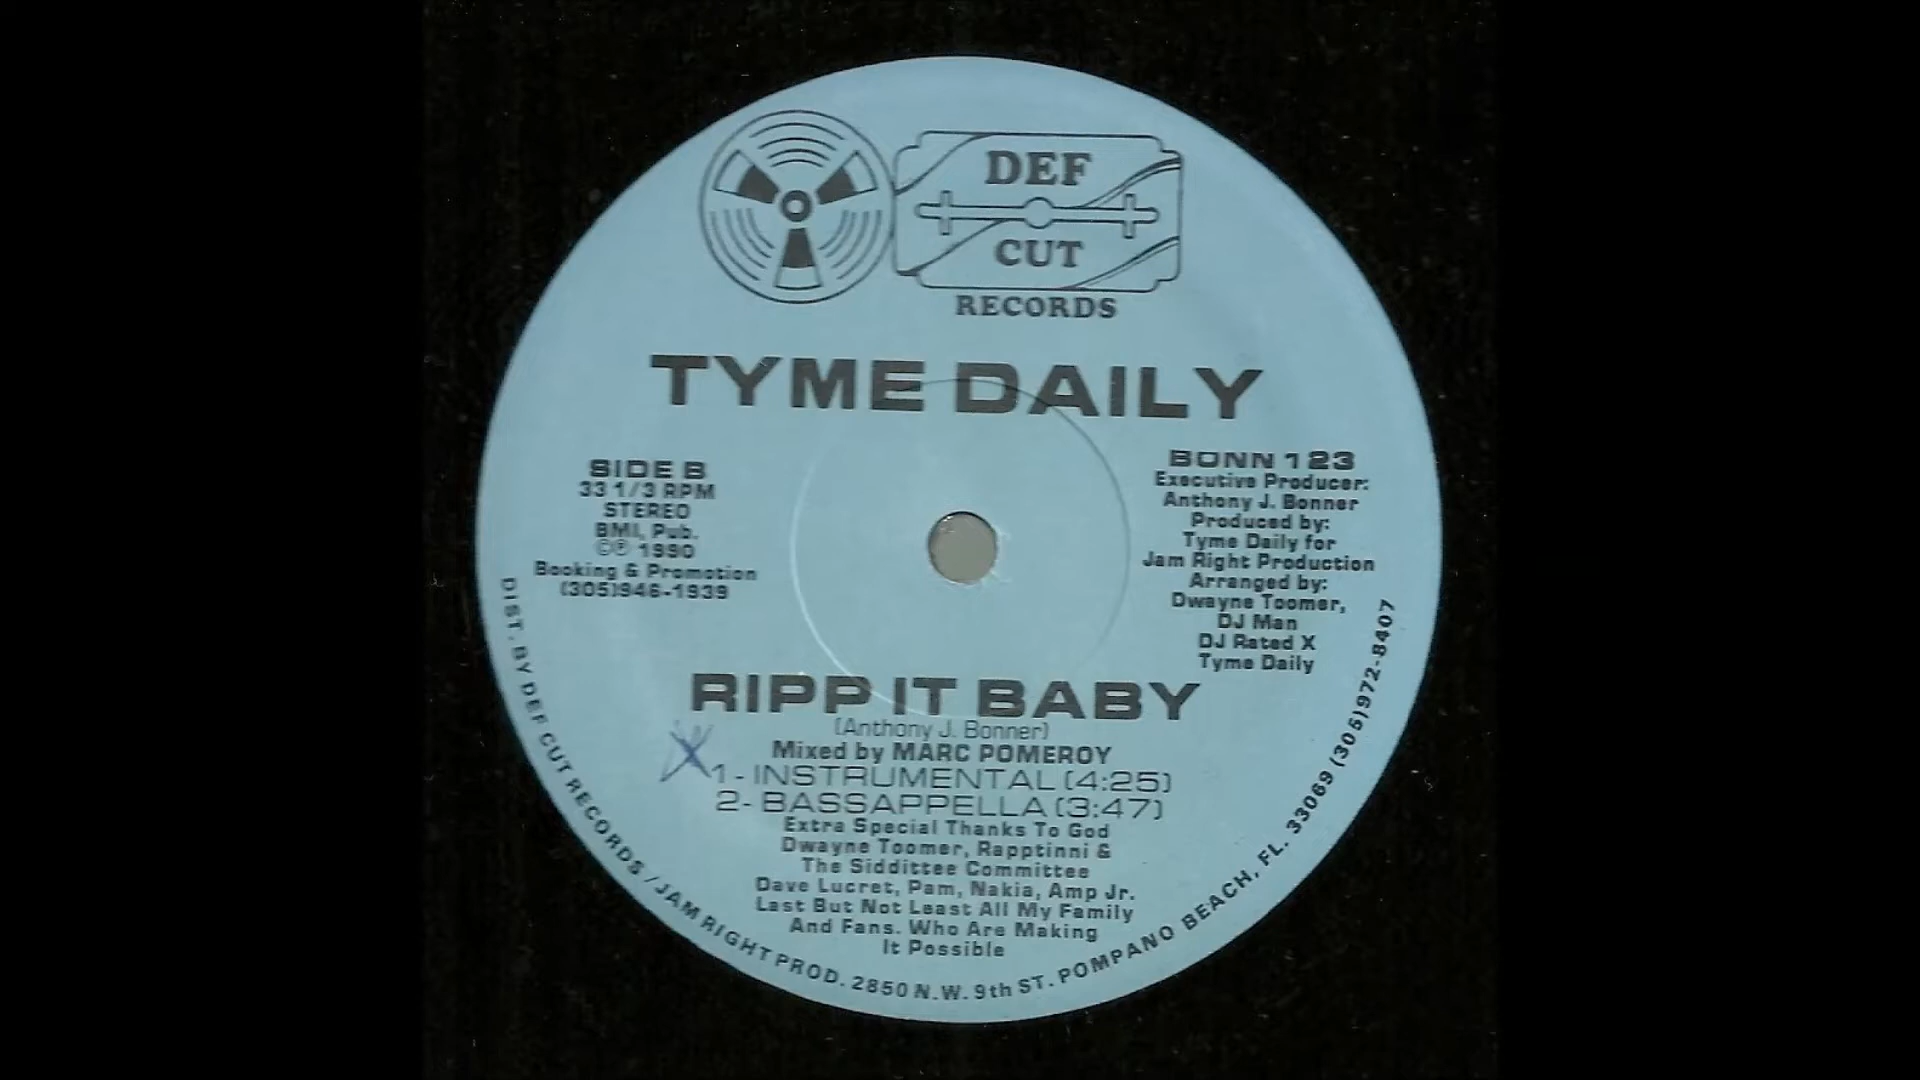 DEF
CUT
RECORDS
TYME DAILY
SIDE B
33 1/3 RPM
STEREO
BMI, Pub.
©℗ 1990
Booking & Promotion
(305)946-1939
BONN 123
Executive Producer:
Anthony J. Bonner
Produced by:
Tyme Daily for
Jam Right Production
Arranged by:
Dwayne Toomer,
DJ Man
DJ Rated X
Tyme Daily
RIPP IT BABY
(Anthony J. Bonner)
Mixed by MARC POMEROY
1- INSTRUMENTAL (4:25)
2- BASSAPPELLA (3:47)
Extra Special Thanks To God
Dwayne Toomer, Rapptinni &
The Siddittee Committee
Dave Lucret, Pam, Nakia, Amp Jr.
Last But Not Least All My Family
And Fans. Who Are Making
It Possible
DIST. BY DEF CUT RECORDS / JAM RIGHT PROD. 2850 N.W. 9th ST. POMPANO BEACH, FL. 33069 (305)972-8407